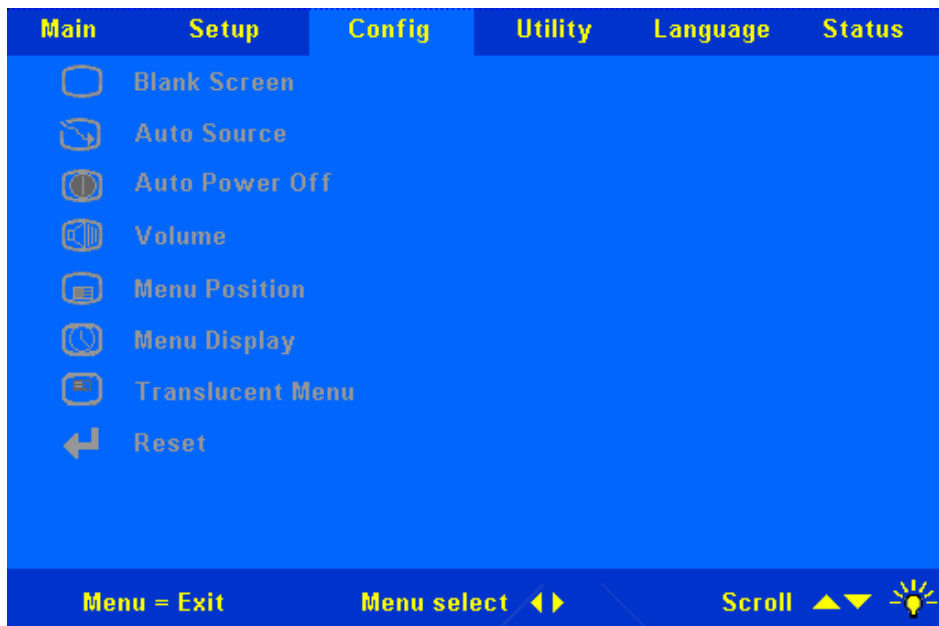 Main Setup Config Utility Language Status
Blank Screen
Auto Source
Auto Power Off
Volume
Menu Position
Menu Display
Translucent Menu
Reset
Menu = Exit Menu select Scroll